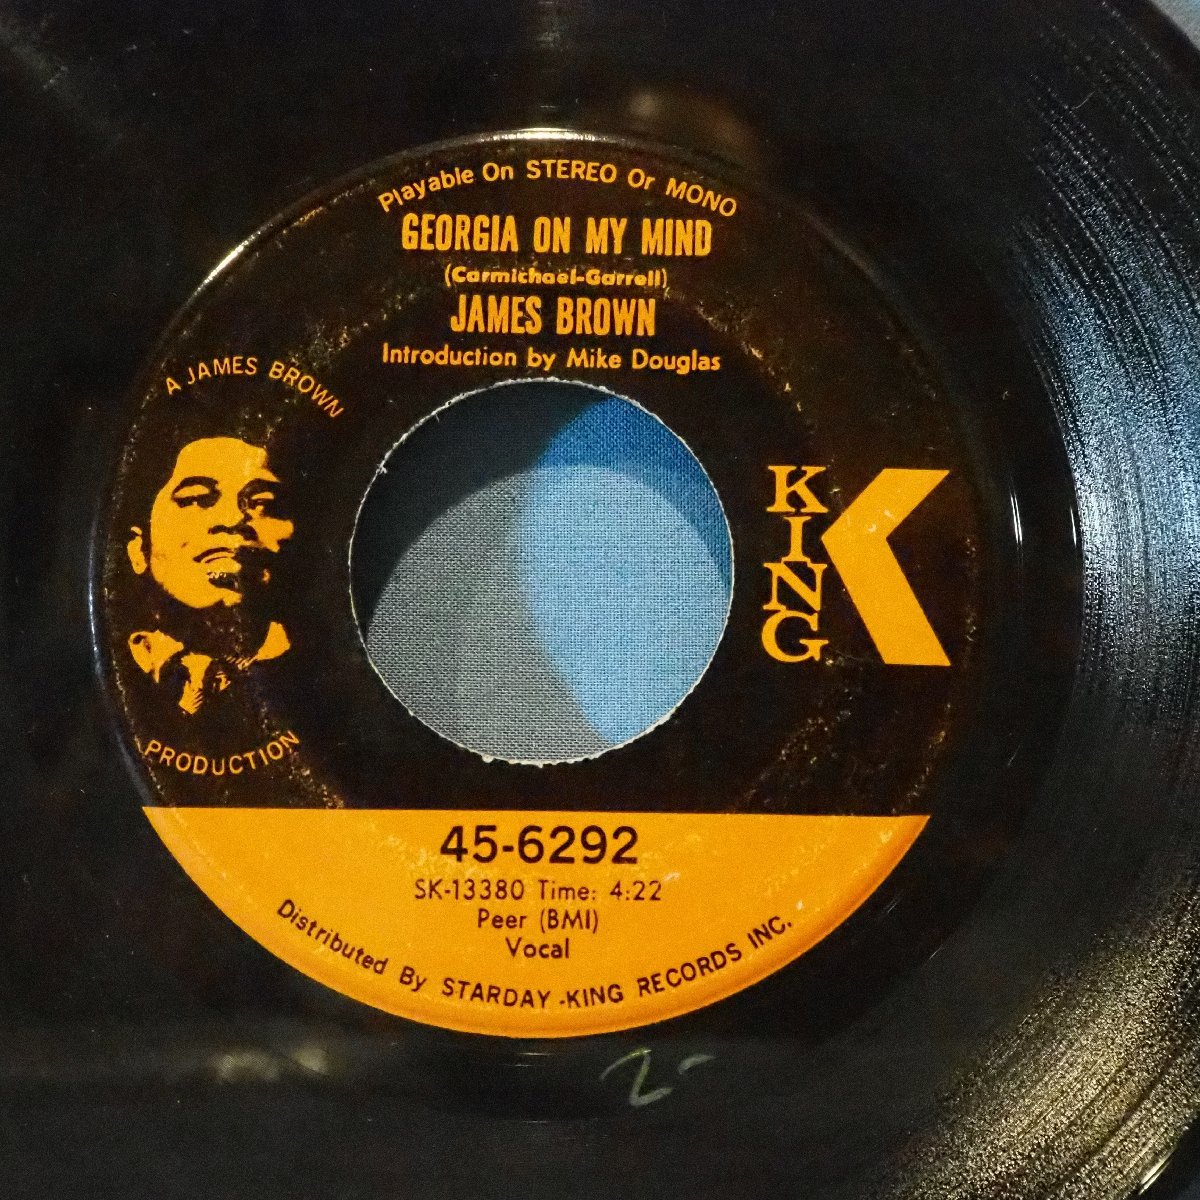 Playable On STEREO Or MONO
GEORGIA ON MY MIND
(Carmichael-Garrell)
JAMES BROWN
Introduction by Mike Douglas
A JAMES BROWN
PRODUCTION
KING
K
45-6292
SK-13380 Time: 4:22
Peer (BMI)
Vocal
Distributed By STARDAY-KING RECORDS INC.
2-